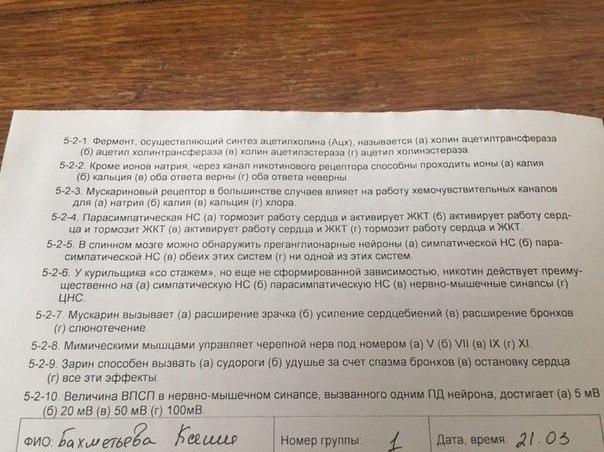 5-2-1. Фермент, осуществляющий синтез ацетилхолина (Ацх), называется (а) холин ацетилтрансфераза
(б) ацетил холинтрансфераза (в) холин ацетилэстераза (г) ацетил холинэстераза.
5-2-2. Кроме ионов натрия, через канал никотинового рецептора способны проходить ионы (а) калия
(б) кальция (в) оба ответа верны (г) оба ответа неверны.
5-2-3. Мускариновый рецептор в большинстве случаев влияет на работу хемочувствительных каналов
для (а) натрия (б) калия (в) кальция (г) хлора.
5-2-4. Парасимпатическая НС (а) тормозит работу сердца и активирует ЖКТ (б) активирует работу серд-
ца и тормозит ЖКТ (в) активирует работу сердца и ЖКТ (г) тормозит работу сердца и ЖКТ.
5-2-5. В спинном мозге можно обнаружить преганглионарные нейроны (а) симпатической НС (б) пара-
симпатической НС (в) обеих этих систем (г) ни одной из этих систем.
5-2-6. У курильщика «со стажем», но еще не сформированной зависимостью, никотин действует преиму-
щественно на (а) симпатическую НС (б) парасимпатическую НС (в) нервно-мышечные синапсы (г)
ЦНС.
5-2-7. Мускарин вызывает (а) расширение зрачка (б) усиление сердцебиений (в) расширение бронхов
(г) слюнотечение.
5-2-8. Мимическими мышцами управляет черепной нерв под номером (а) V (б) VII (в) IX (г) XI.
5-2-9. Зарин способен вызвать (а) судороги (б) удушье за счет спазма бронхов (в) остановку сердца
(г) все эти эффекты.
5-2-10. Величина ВПСП в нервно-мышечном синапсе, вызванного одним ПД нейрона, достигает (а) 5 мВ
(б) 20 мВ (в) 50 мВ (г) 100мВ.
ФИО: Бахметьева Ксения Номер группы: 1 Дата, время: 21.03